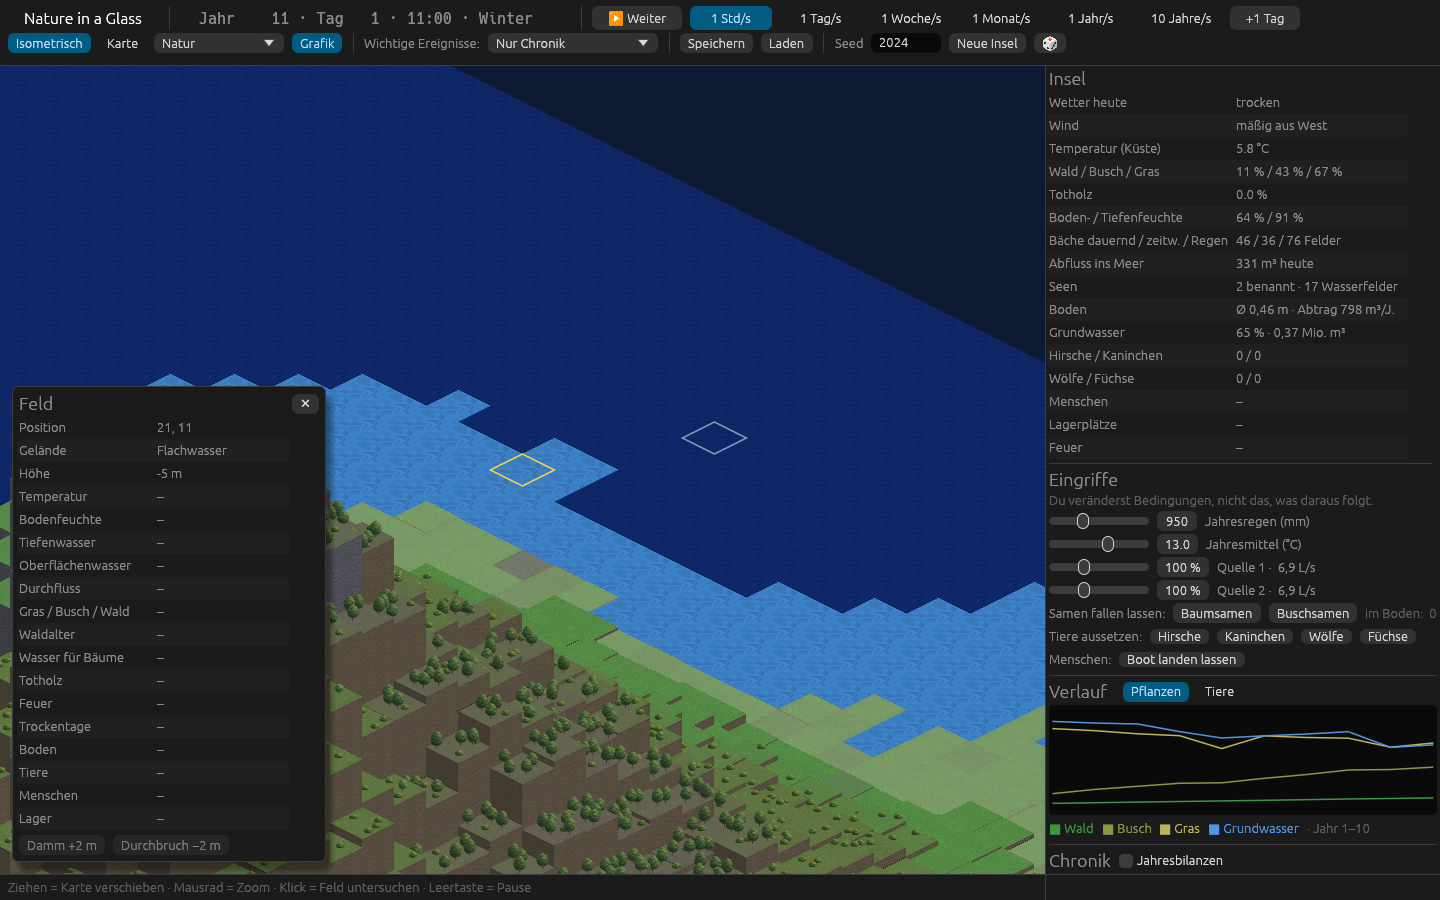 Nature in a Glass Jahr 11 · Tag 1 · 11:00 · Winter Weiter 1 Std/s 1 Tag/s 1 Woche/s 1 Monat/s 1 Jahr/s 10 Jahre/s +1 Tag
Isometrisch Karte Natur Grafik Wichtige Ereignisse: Nur Chronik Speichern Laden Seed 2024 Neue Insel
Feld ×
Position 21, 11
Gelände Flachwasser
Höhe -5 m
Temperatur –
Bodenfeuchte –
Tiefenwasser –
Oberflächenwasser –
Durchfluss –
Gras / Busch / Wald –
Waldalter –
Wasser für Bäume –
Totholz –
Feuer –
Trockentage –
Boden –
Tiere –
Menschen –
Lager –
Damm +2 m Durchbruch −2 m
Insel
Wetter heute trocken
Wind mäßig aus West
Temperatur (Küste) 5.8 °C
Wald / Busch / Gras 11 % / 43 % / 67 %
Totholz 0.0 %
Boden- / Tiefenfeuchte 64 % / 91 %
Bäche dauernd / zeitw. / Regen 46 / 36 / 76 Felder
Abfluss ins Meer 331 m³ heute
Seen 2 benannt · 17 Wasserfelder
Boden Ø 0,46 m · Abtrag 798 m³/J.
Grundwasser 65 % · 0,37 Mio. m³
Hirsche / Kaninchen 0 / 0
Wölfe / Füchse 0 / 0
Menschen –
Lagerplätze –
Feuer –
Eingriffe
Du veränderst Bedingungen, nicht das, was daraus folgt.
950 Jahresregen (mm)
13.0 Jahresmittel (°C)
100 % Quelle 1 · 6,9 L/s
100 % Quelle 2 · 6,9 L/s
Samen fallen lassen: Baumsamen Buschsamen im Boden: 0
Tiere aussetzen: Hirsche Kaninchen Wölfe Füchse
Menschen: Boot landen lassen
Verlauf Pflanzen Tiere
Wald Busch Gras Grundwasser · Jahr 1–10
Chronik Jahresbilanzen
Ziehen = Karte verschieben · Mausrad = Zoom · Klick = Feld untersuchen · Leertaste = Pause